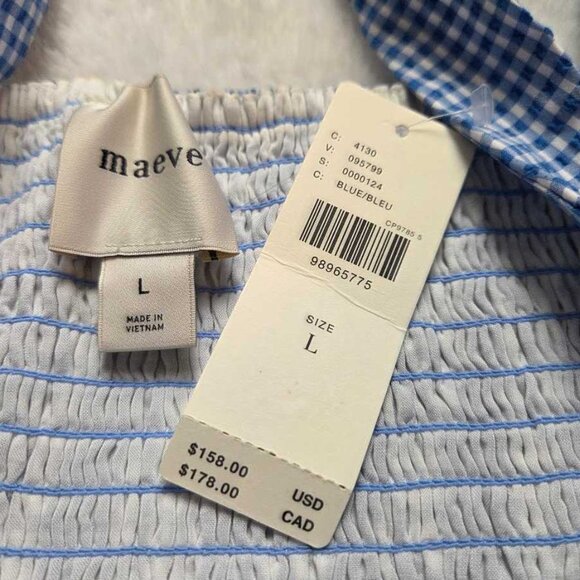 maeve
L
MADE IN
VIETNAM
C: 4130
V: 095799
S: 0000124
C: BLUE/BLEU
CP9785 5
98965775
SIZE
L
$158.00 USD
$178.00 CAD